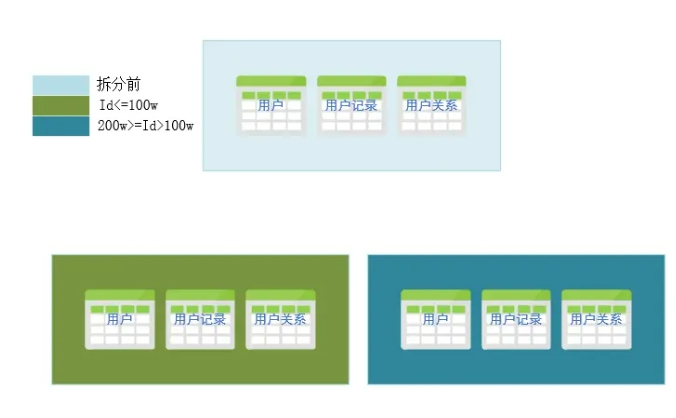 拆分前
Id<=100w
200w>=Id>100w
用户 用户记录 用户关系
用户 用户记录 用户关系 用户 用户记录 用户关系